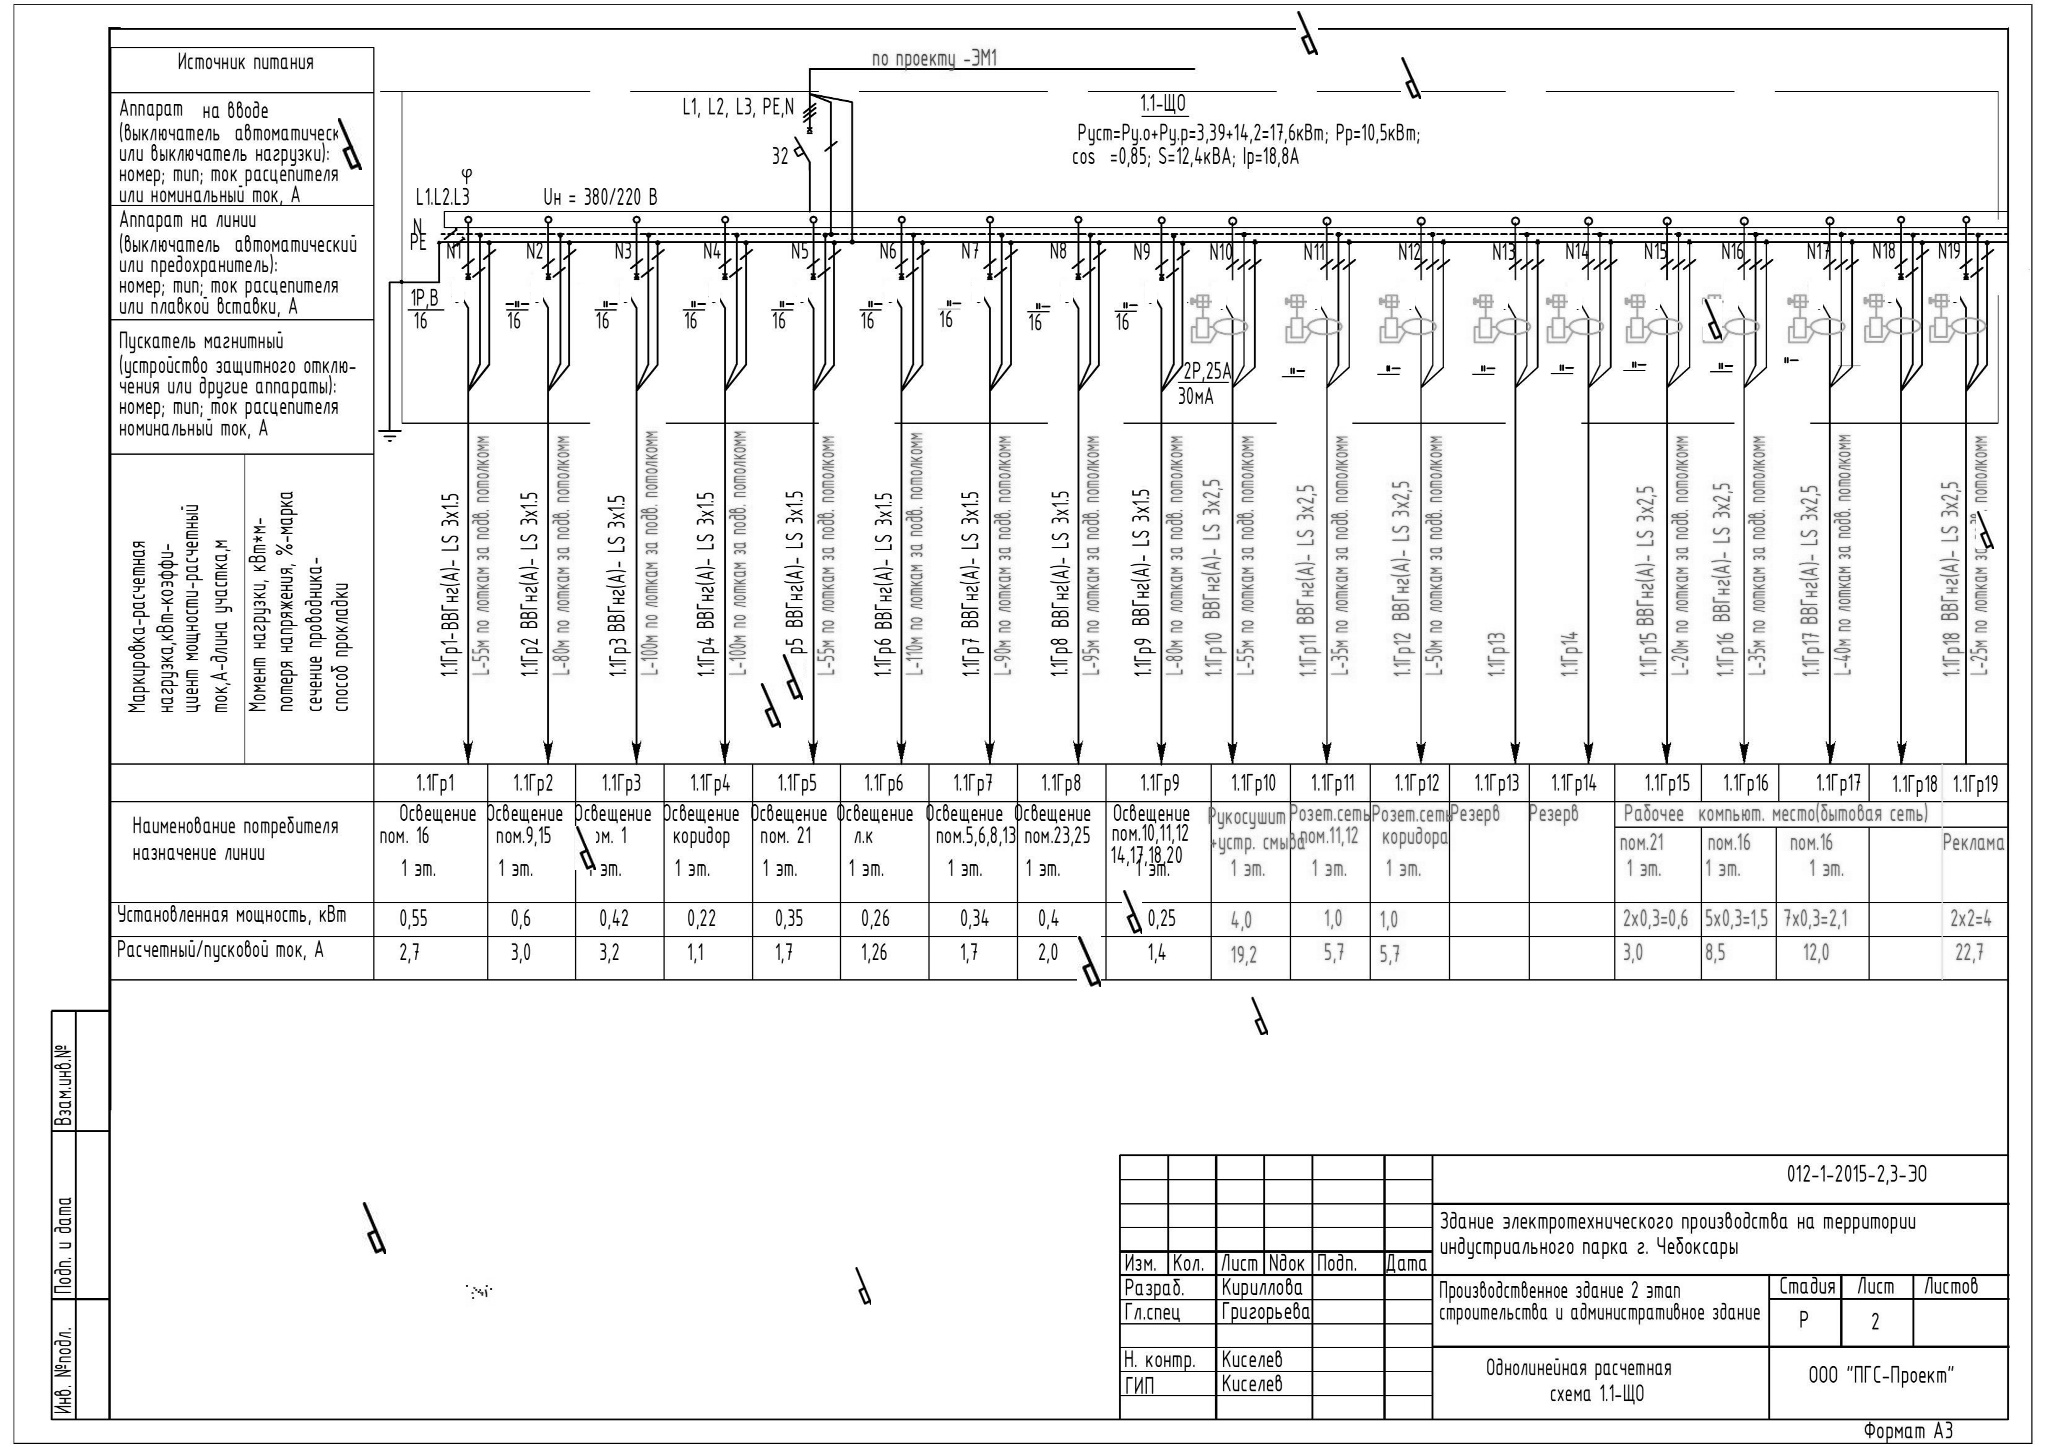 Источник питания
Аппарат на вводе
(выключатель автоматическ
или выключатель нагрузки):
номер; тип; ток расцепителя
или номинальный ток, А
Аппарат на линии
(выключатель автоматический
или предохранитель):
номер; тип; ток расцепителя
или плавкой вставки, А
Пускатель магнитный
(устройство защитного отклю-
чения или другие аппараты):
номер; тип; ток расцепителя
номинальный ток, А
Маркировка-расчетная
нагрузка,кВт-коэффи-
циент мощности-расчетный
ток,А-длина участка,м
Момент нагрузки, кВт*м-
потеря напряжения, %-марка
сечение проводника-
способ прокладки
по проекту -ЭМ1
L1, L2, L3, PE,N
32
1.1-ЩО
Руст=Ру.о+Ру.р=3,39+14,2=17,6кВт; Рр=10,5кВт;
cos =0,85; S=12,4кВА; Iр=18,8А
φ
L1.L2.L3
Uн = 380/220 В
N
PE
N1 N2 N3 N4 N5 N6 N7 N8 N9 N10 N11 N12 N13 N14 N15 N16 N17 N18 N19
1P,B
16
-"- 16
-"- 16
-"- 16
-"- 16
-"- 16
-"- 16
-"- 16
-"- 16
2P,25A
30мА
1.1Гр1-ВВГнг(А)- LS 3х1.5
L-55м по лоткам за подв. потолкомм
1.1Гр2 ВВГнг(А)- LS 3х1.5
L-80м по лоткам за подв. потолкомм
1.1Гр3 ВВГнг(А)- LS 3х1.5
L-100м по лоткам за подв. потолкомм
1.1Гр4 ВВГнг(А)- LS 3х1.5
L-100м по лоткам за подв. потолкомм
р5 ВВГнг(А)- LS 3х1.5
L-55м по лоткам за подв. потолкомм
1.1Гр6 ВВГнг(А)- LS 3х1.5
L-110м по лоткам за подв. потолкомм
1.1Гр7 ВВГнг(А)- LS 3х1.5
L-90м по лоткам за подв. потолкомм
1.1Гр8 ВВГнг(А)- LS 3х1.5
L-95м по лоткам за подв. потолкомм
1.1Гр9 ВВГнг(А)- LS 3х1.5
L-80м по лоткам за подв. потолкомм
1.1Гр10 ВВГнг(А)- LS 3х2,5
L-55м по лоткам за подв. потолкомм
1.1Гр11 ВВГнг(А)- LS 3х2,5
L-35м по лоткам за подв. потолкомм
1.1Гр12 ВВГнг(А)- LS 3х2,5
L-50м по лоткам за подв. потолкомм
1.1Гр13
1.1Гр14
1.1Гр15 ВВГнг(А)- LS 3х2,5
L-20м по лоткам за подв. потолкомм
1.1Гр16 ВВГнг(А)- LS 3х2,5
L-35м по лоткам за подв. потолкомм
1.1Гр17 ВВГнг(А)- LS 3х2,5
L-40м по лоткам за подв. потолкомм
1.1Гр18 ВВГнг(А)- LS 3х2,5
L-25м по лоткам потолкомм
1.1Гр1 1.1Гр2 1.1Гр3 1.1Гр4 1.1Гр5 1.1Гр6 1.1Гр7 1.1Гр8 1.1Гр9 1.1Гр10 1.1Гр11 1.1Гр12 1.1Гр13 1.1Гр14 1.1Гр15 1.1Гр16 1.1Гр17 1.1Гр18 1.1Гр19
Наименование потребителя
назначение линии
Освещение
пом. 16
1 эт.
Освещение
пом.9,15
1 эт.
Освещение
ом. 1
эт.
Освещение
коридор
1 эт.
Освещение
пом. 21
1 эт.
Освещение
л.к
1 эт.
Освещение
пом.5,6,8,13
1 эт.
Освещение
пом.23,25
1 эт.
Освещение
пом.10,11,12
14,17,18,20
1 эт.
Рукосушит
+устр. смыва
1 эт.
Розет.сеть
пом.11,12
1 эт.
Розет.сеть
коридора
1 эт.
Резерв
Резерв
Рабочее компьют. место(бытовая сеть)
пом.21
1 эт.
пом.16
1 эт.
пом.16
1 эт.
Реклама
Установленная мощность, кВт 0,55 0,6 0,42 0,22 0,35 0,26 0,34 0,4 0,25 4,0 1,0 1,0 2х0,3=0,6 5х0,3=1,5 7х0,3=2,1 2х2=4
Расчетный/пусковой ток, А 2,7 3,0 3,2 1,1 1,7 1,26 1,7 2,0 1,4 19,2 5,7 5,7 3,0 8,5 12,0 22,7
Взам.инв.№
Подп. и дата
Инв. №подл.
012-1-2015-2,3-ЭО
Здание электротехнического производства на территории
индустриального парка г. Чебоксары
Изм. Кол. Лист Nдок Подп. Дата
Разраб. Кириллова
Гл.спец Григорьева
Н. контр. Киселев
ГИП Киселев
Производственное здание 2 этап
строительства и административное здание
Стадия Лист Листов
Р 2
Однолинейная расчетная
схема 1.1-ЩО
ООО "ПГС-Проект"
Формат А3